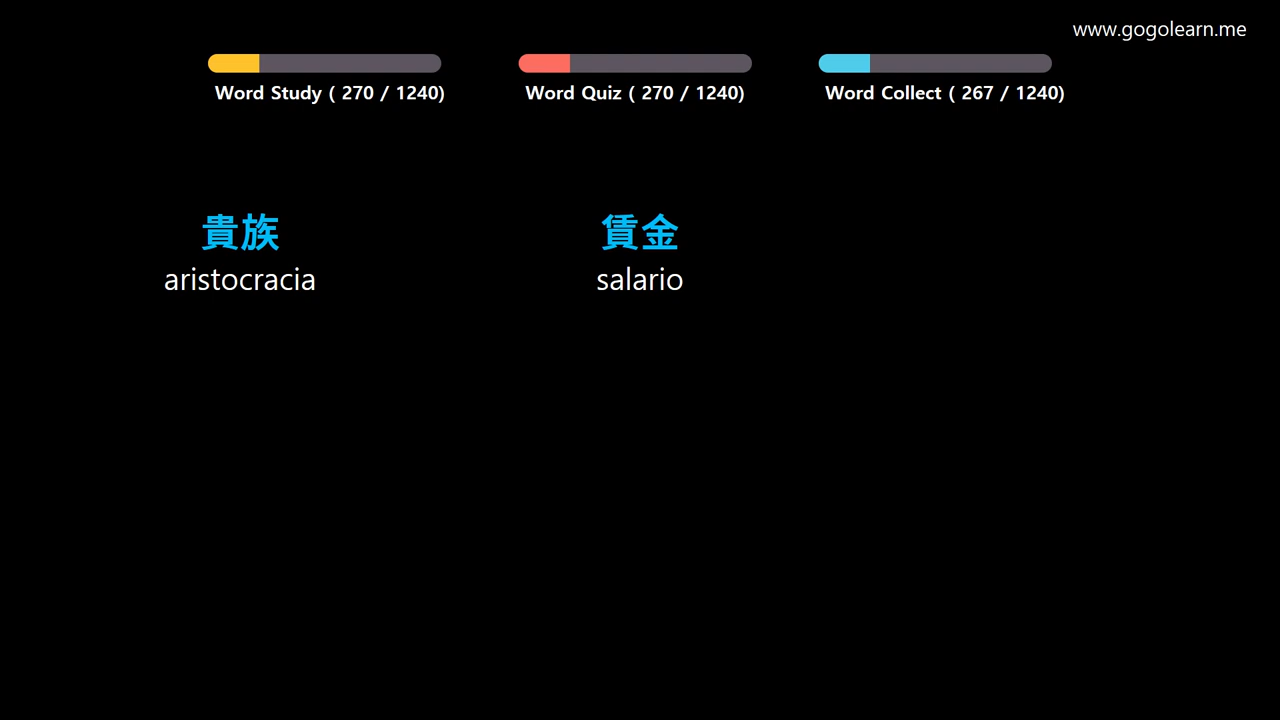 www.gogolearn.me
Word Study ( 270 / 1240)
Word Quiz ( 270 / 1240)
Word Collect ( 267 / 1240)
貴族
aristocracia
賃金
salario